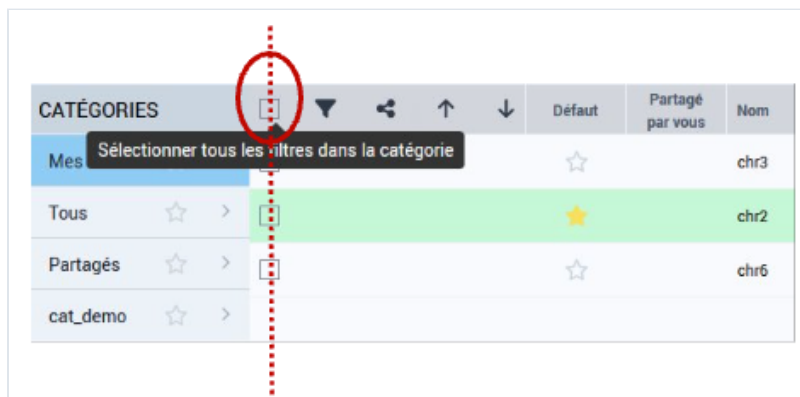 CATÉGORIES Défaut Partagé par vous Nom
Sélectionner tous les filtres dans la catégorie
Mes chr3
Tous chr2
Partagés chr6
cat_demo